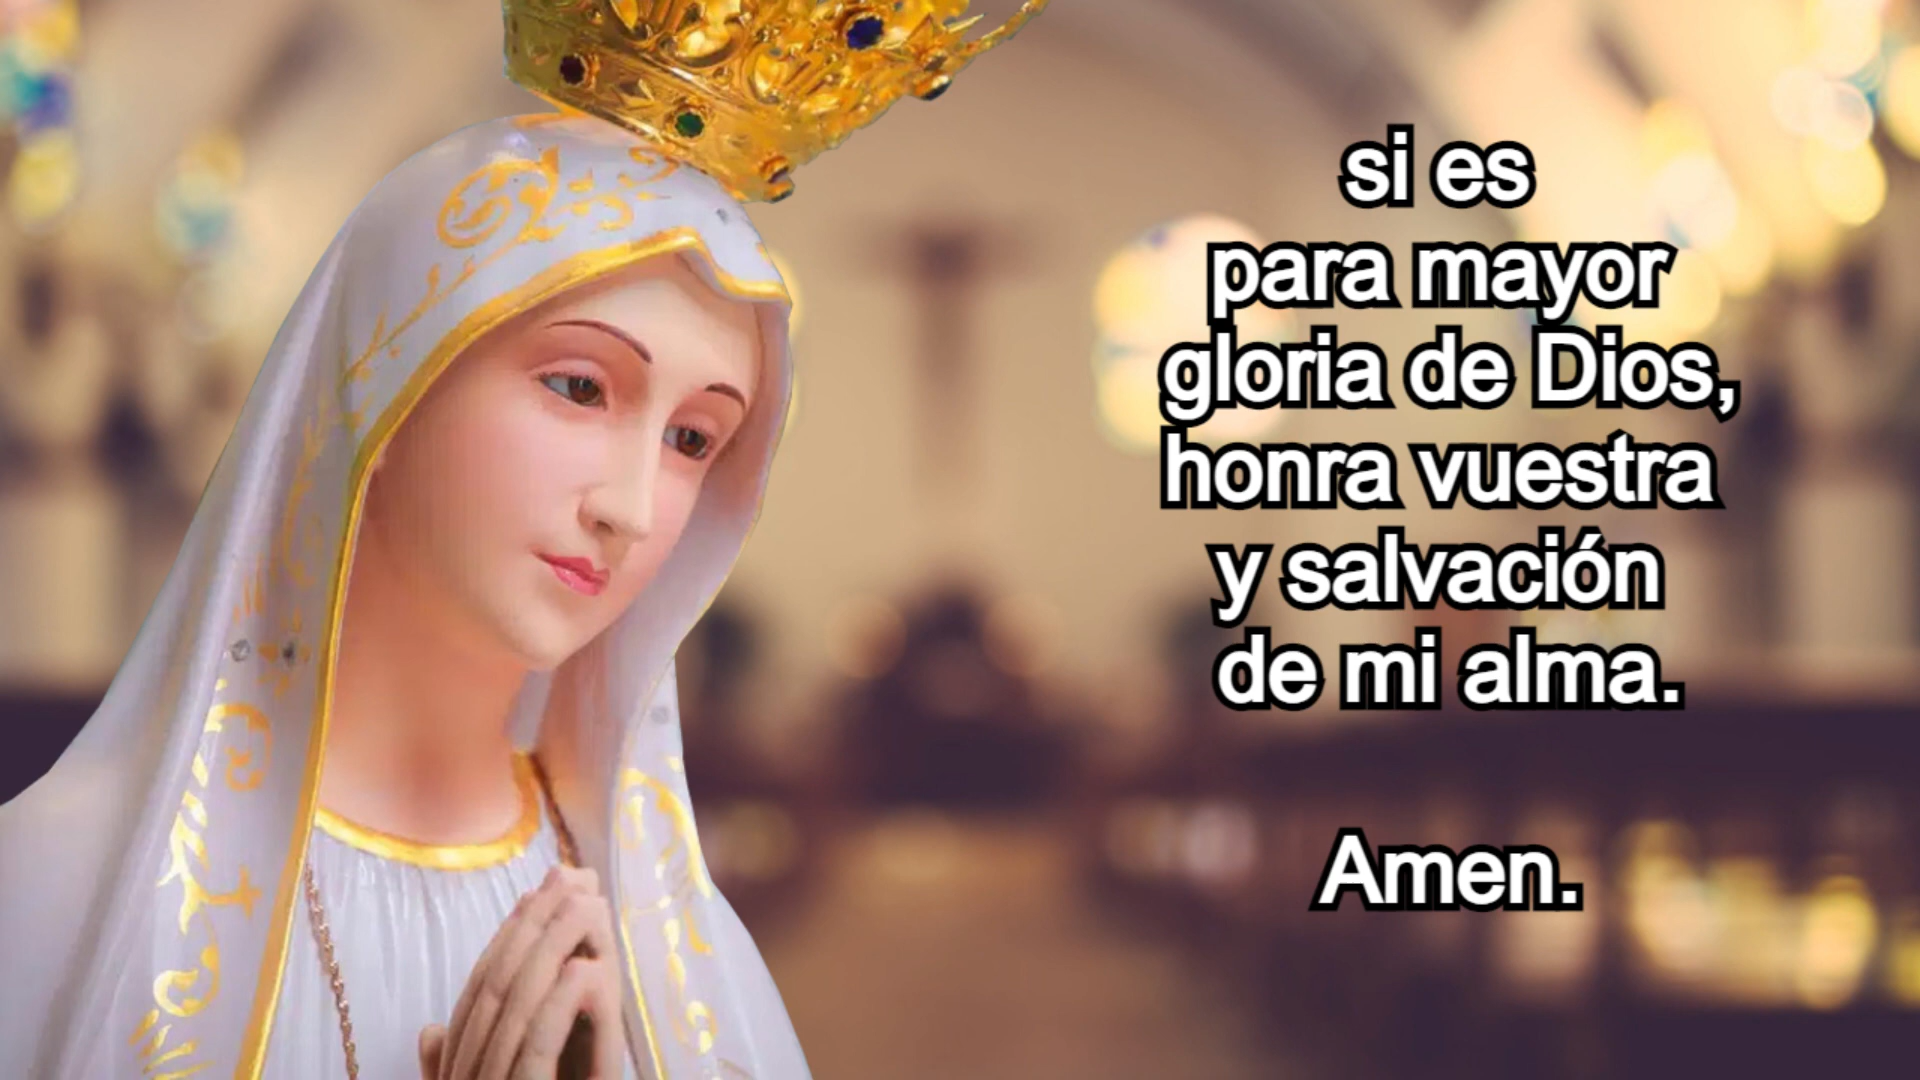 si es
para mayor
gloria de Dios,
honra vuestra
y salvación
de mi alma.
Amen.